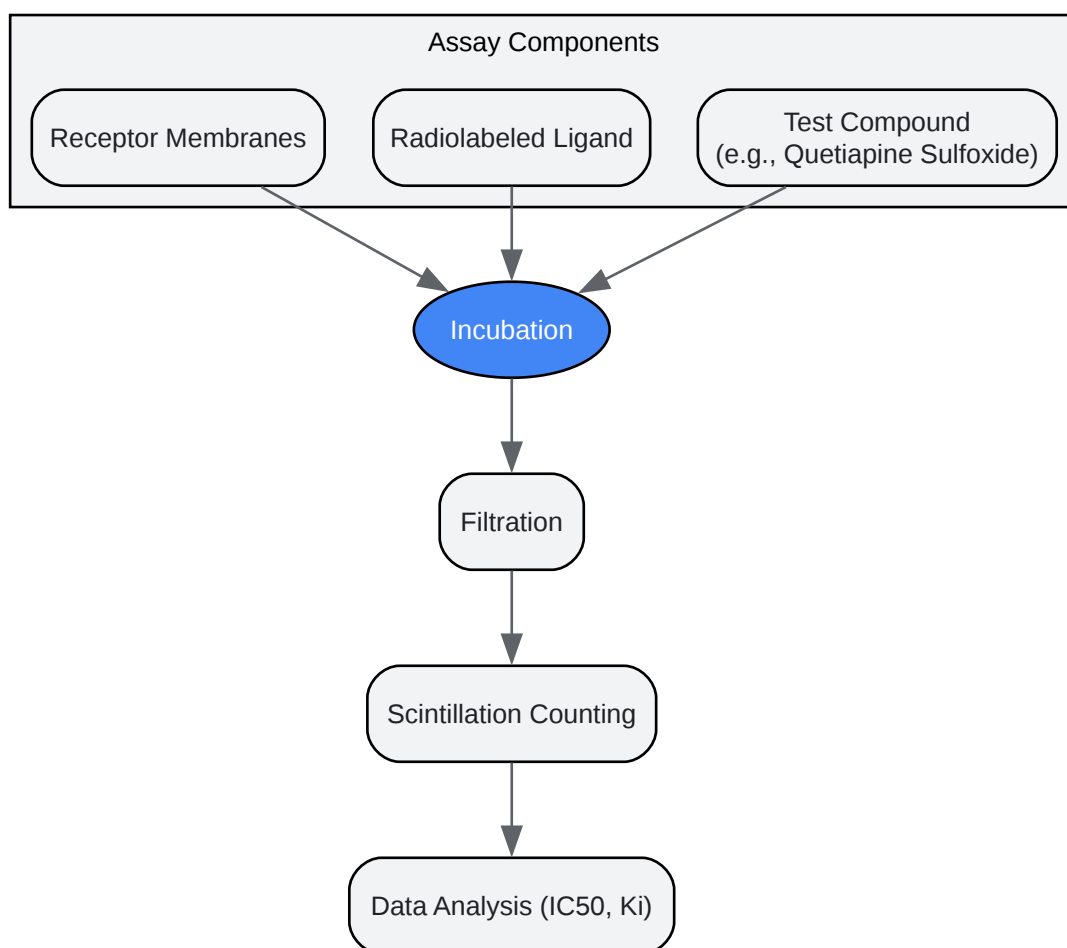 Assay Components
Receptor Membranes
Radiolabeled Ligand
Test Compound
(e.g., Quetiapine Sulfoxide)
Incubation
Filtration
Scintillation Counting
Data Analysis (IC50, Ki)